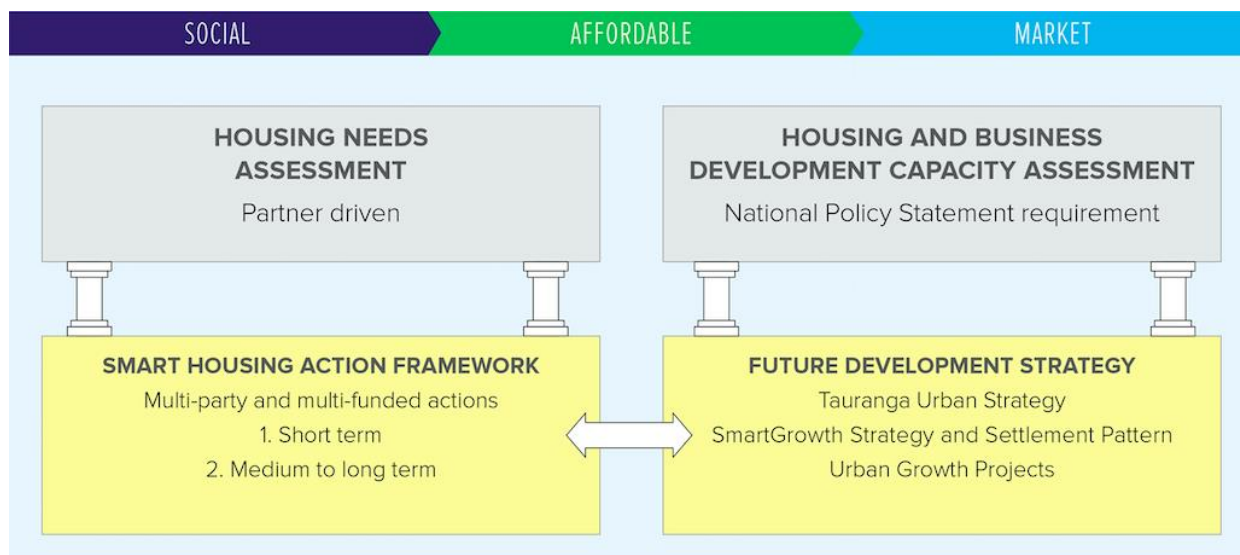 SOCIAL
AFFORDABLE
MARKET
HOUSING NEEDS
ASSESSMENT
Partner driven
HOUSING AND BUSINESS
DEVELOPMENT CAPACITY ASSESSMENT
National Policy Statement requirement
SMART HOUSING ACTION FRAMEWORK
Multi-party and multi-funded actions
1. Short term
2. Medium to long term
FUTURE DEVELOPMENT STRATEGY
Tauranga Urban Strategy
SmartGrowth Strategy and Settlement Pattern
Urban Growth Projects